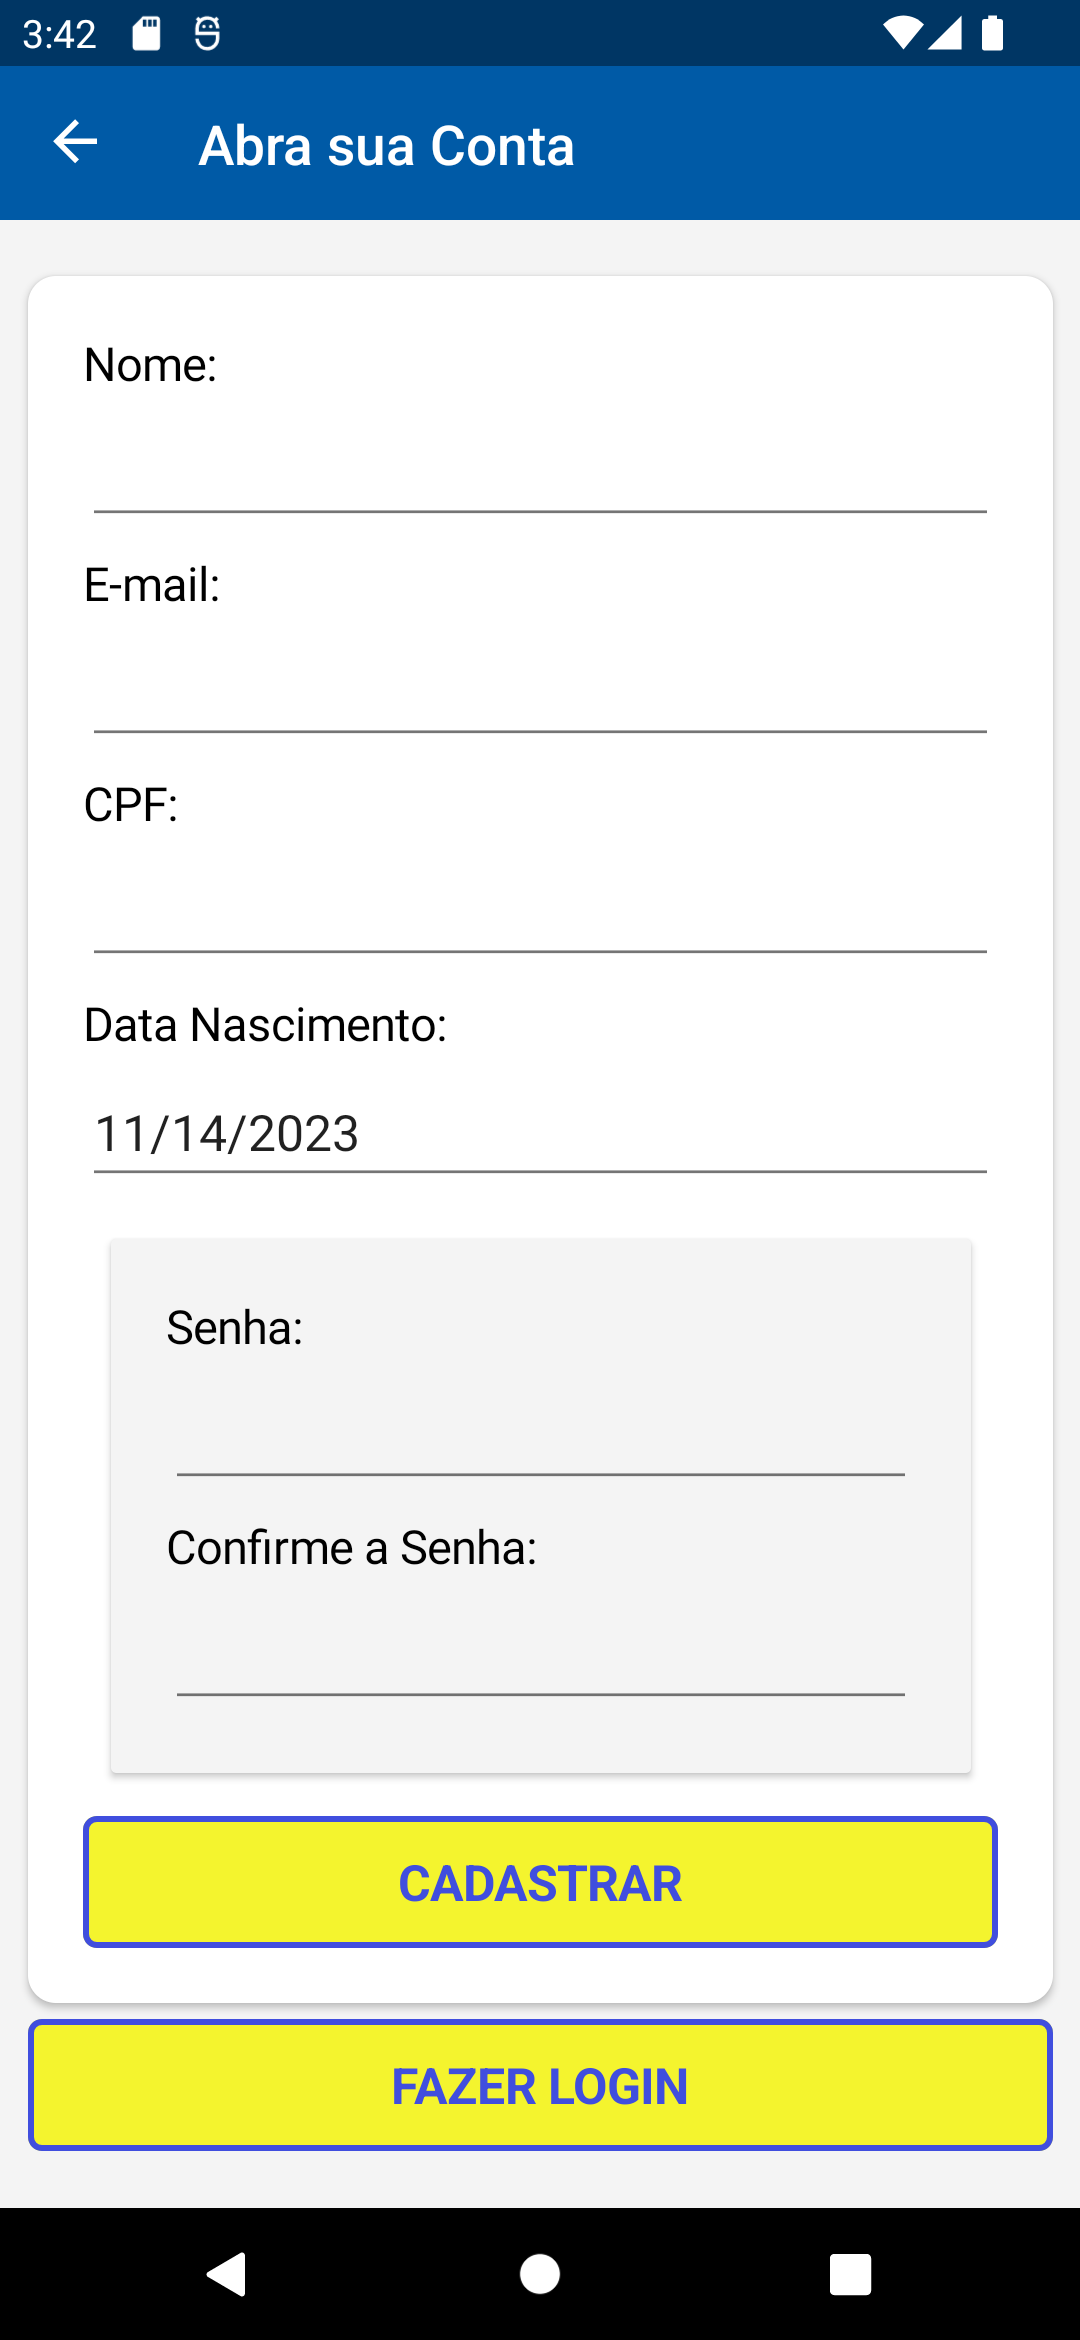 3:42
Abra sua Conta
Nome:
E-mail:
CPF:
Data Nascimento:
11/14/2023
Senha:
Confirme a Senha:
CADASTRAR
FAZER LOGIN